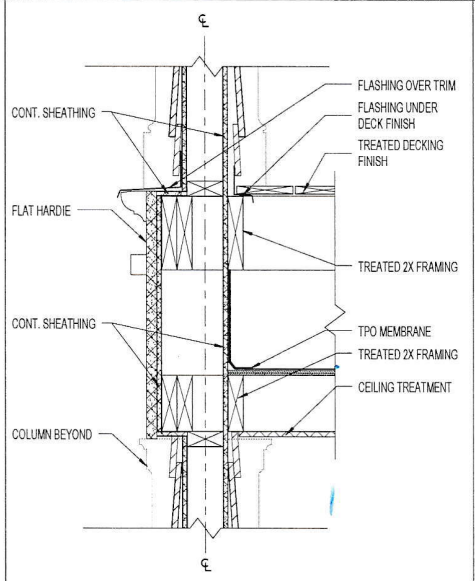 ℄
FLASHING OVER TRIM
CONT. SHEATHING
FLASHING UNDER
DECK FINISH
TREATED DECKING
FINISH
FLAT HARDIE
TREATED 2X FRAMING
CONT. SHEATHING
TPO MEMBRANE
TREATED 2X FRAMING
CEILING TREATMENT
COLUMN BEYOND
℄